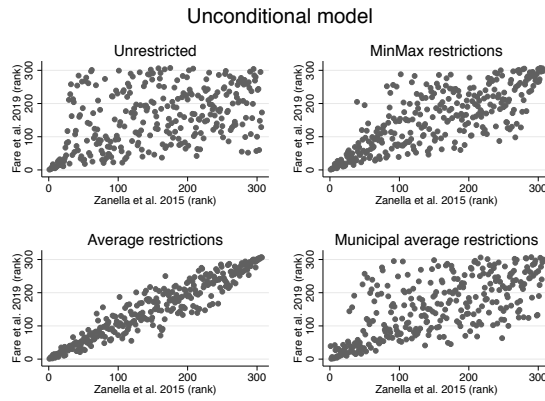 Unconditional model
Unrestricted
Fare et al. 2019 (rank)
300
200
100
0
0 100 200 300
Zanella et al. 2015 (rank)
MinMax restrictions
Fare et al. 2019 (rank)
300
200
100
0
0 100 200 300
Zanella et al. 2015 (rank)
Average restrictions
Fare et al. 2019 (rank)
300
200
100
0
0 100 200 300
Zanella et al. 2015 (rank)
Municipal average restrictions
Fare et al. 2019 (rank)
300
200
100
0
0 100 200 300
Zanella et al. 2015 (rank)